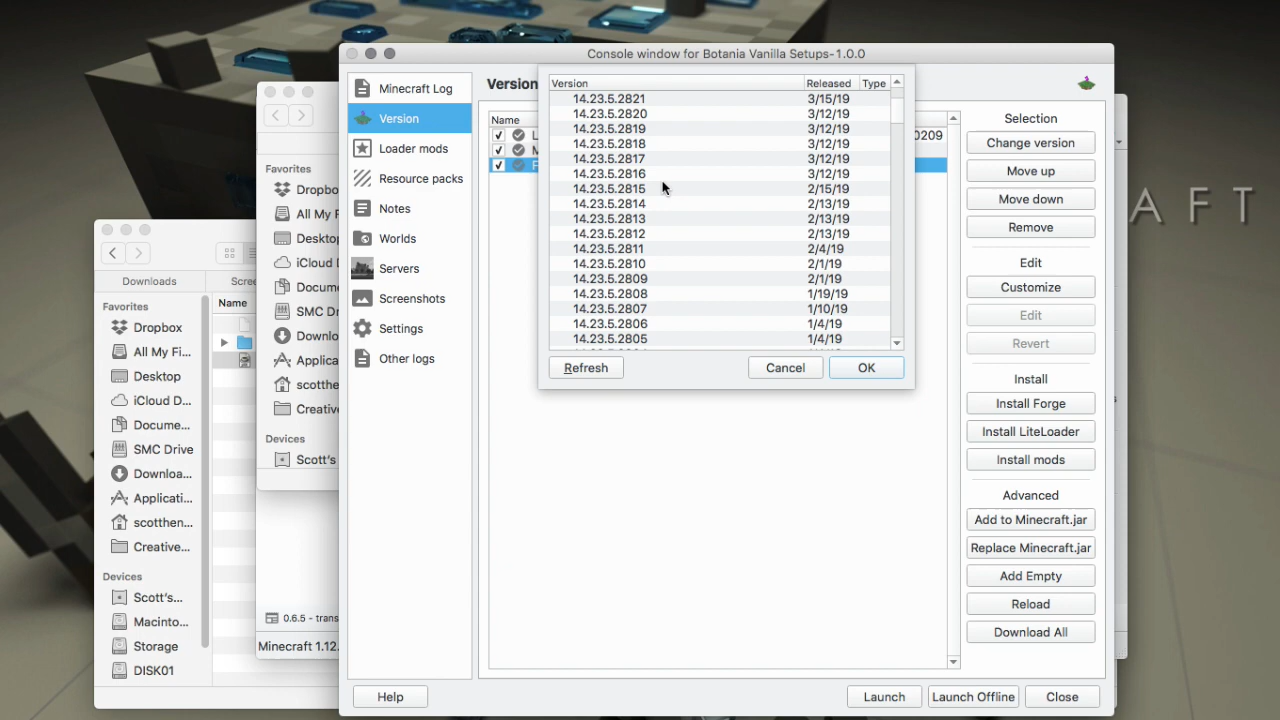 Console window for Botania Vanilla Setups-1.0.0
Minecraft Log
Version
Loader mods
Resource packs
Notes
Worlds
Servers
Screenshots
Settings
Other logs
Version
Name
0209
Version Released Type
14.23.5.2821 3/15/19
14.23.5.2820 3/12/19
14.23.5.2819 3/12/19
14.23.5.2818 3/12/19
14.23.5.2817 3/12/19
14.23.5.2816 3/12/19
14.23.5.2815 2/15/19
14.23.5.2814 2/13/19
14.23.5.2813 2/13/19
14.23.5.2812 2/13/19
14.23.5.2811 2/4/19
14.23.5.2810 2/1/19
14.23.5.2809 2/1/19
14.23.5.2808 1/19/19
14.23.5.2807 1/10/19
14.23.5.2806 1/4/19
14.23.5.2805 1/4/19
Refresh Cancel OK
Selection
Change version
Move up
Move down
Remove
Edit
Customize
Edit
Revert
Install
Install Forge
Install LiteLoader
Install mods
Advanced
Add to Minecraft.jar
Replace Minecraft.jar
Add Empty
Reload
Download All
Help Launch Launch Offline Close
Favorites
Dropbo
All My F
Deskto
iCloud D
Docume
SMC Dr
Downlo
Applica
scotthe
Creative
Devices
Scott's
0.6.5 - trans
Minecraft 1.12.
Downloads Scree
Favorites
Dropbox
All My Fi...
Desktop
iCloud D...
Docume...
SMC Drive
Downloa...
Applicati...
scotthen...
Creative...
Devices
Scott's...
Macinto...
Storage
DISK01
Name
A F T